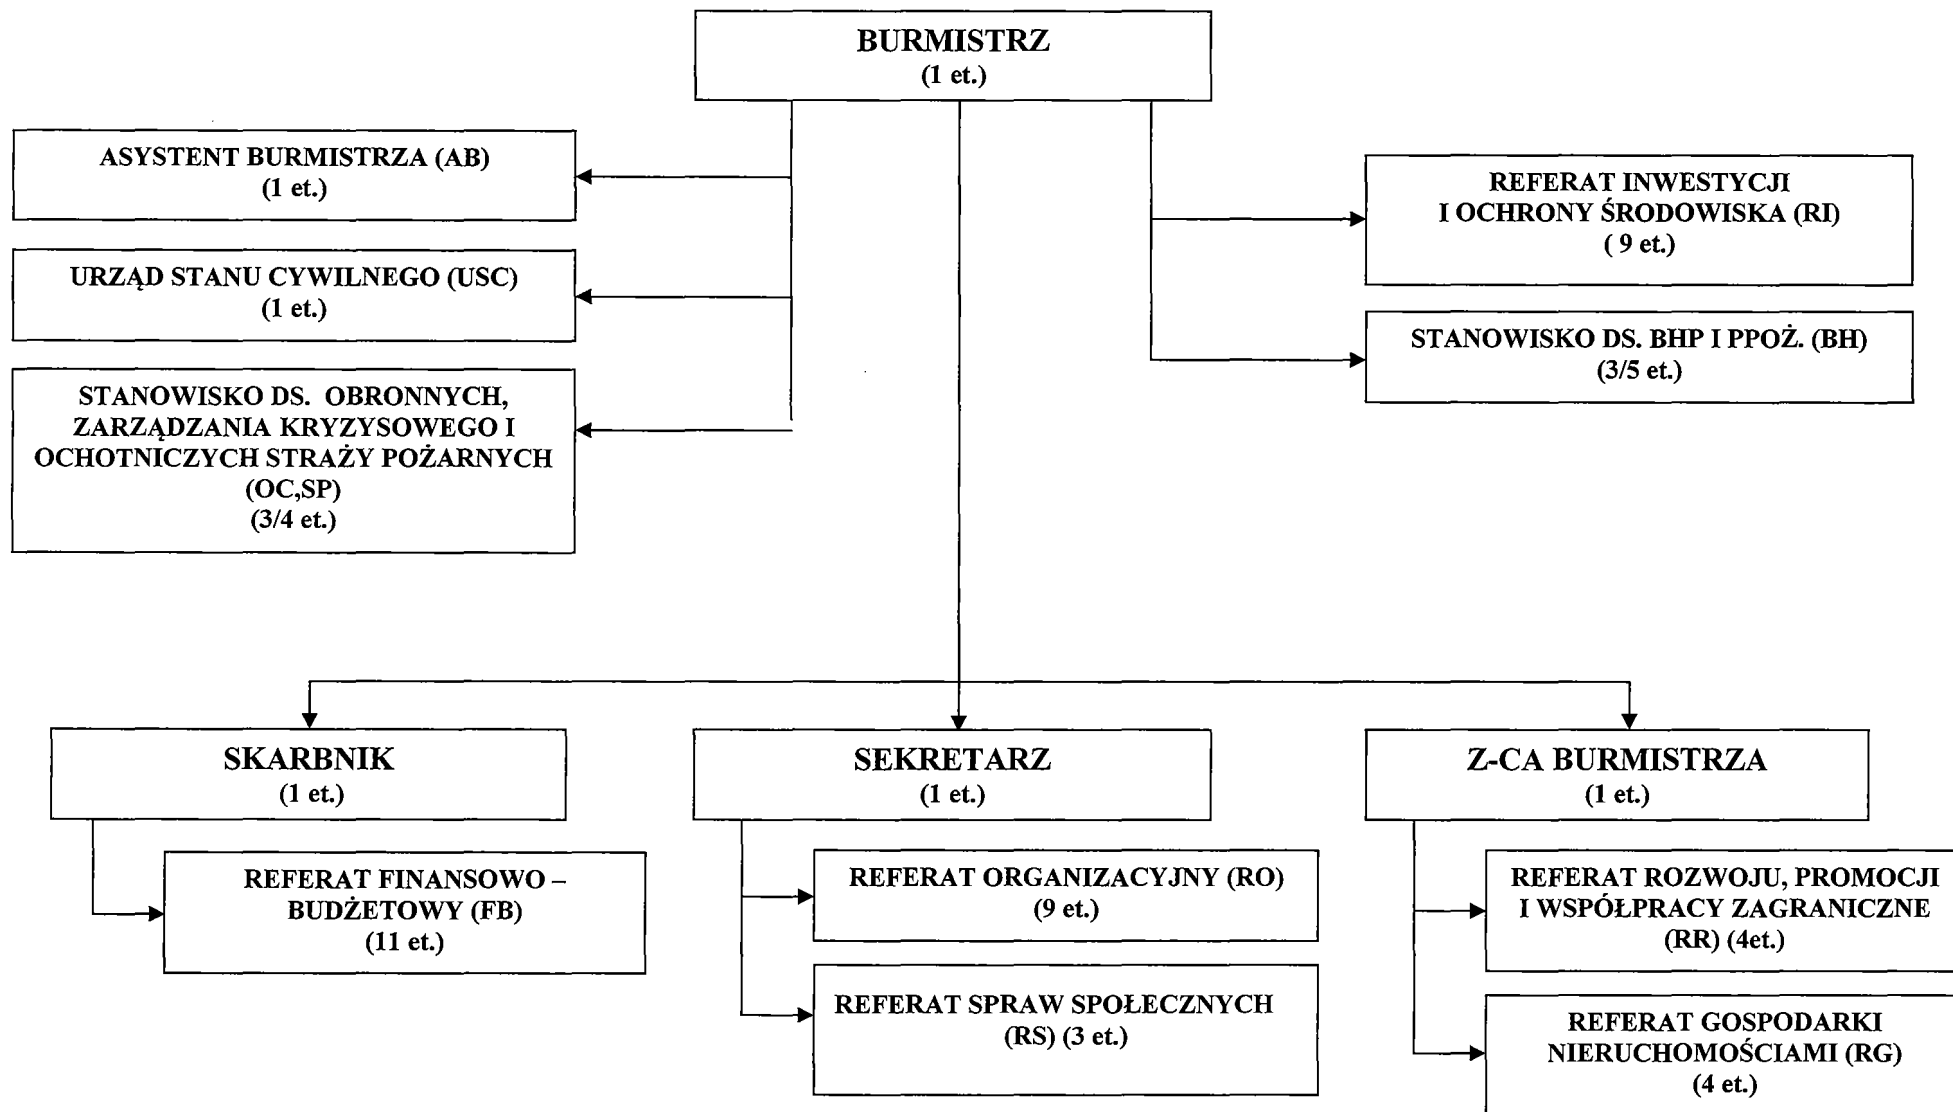 BURMISTRZ
(1 et.)
ASYSTENT BURMISTRZA (AB)
(1 et.)
URZĄD STANU CYWILNEGO (USC)
(1 et.)
STANOWISKO DS. OBRONNYCH,
ZARZĄDZANIA KRYZYSOWEGO I
OCHOTNICZYCH STRAŻY POŻARNYCH
(OC,SP)
(3/4 et.)
REFERAT INWESTYCJI
I OCHRONY ŚRODOWISKA (RI)
( 9 et.)
STANOWISKO DS. BHP I PPOŻ. (BH)
(3/5 et.)
SKARBNIK
(1 et.)
REFERAT FINANSOWO –
BUDŻETOWY (FB)
(11 et.)
SEKRETARZ
(1 et.)
REFERAT ORGANIZACYJNY (RO)
(9 et.)
REFERAT SPRAW SPOŁECZNYCH
(RS) (3 et.)
Z-CA BURMISTRZA
(1 et.)
REFERAT ROZWOJU, PROMOCJI
I WSPÓŁPRACY ZAGRANICZNE
(RR) (4et.)
REFERAT GOSPODARKI
NIERUCHOMOŚCIAMI (RG)
(4 et.)